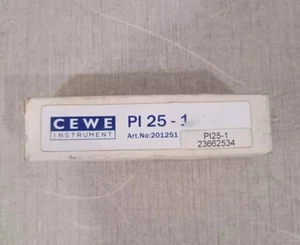 CEWE
INSTRUMENT
PI 25 - 1
Art.No:201251
PI25-1
23662534